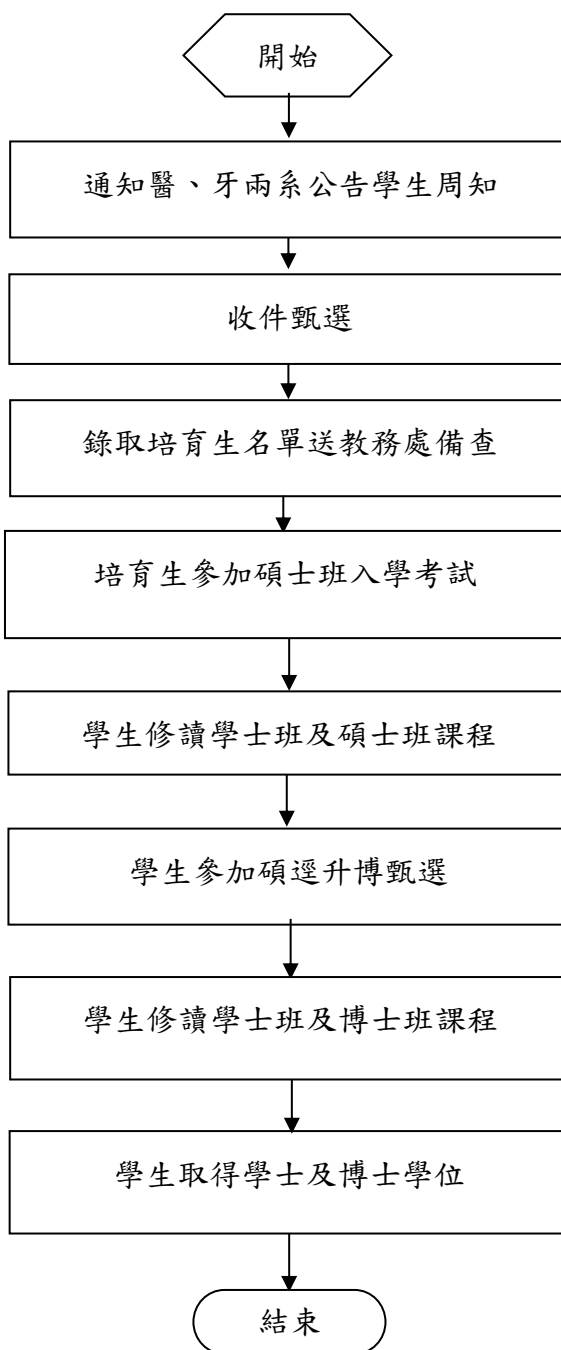 開始
通知醫、牙兩系公告學生周知
收件甄選
錄取培育生名單送教務處備查
培育生參加碩士班入學考試
學生修讀學士班及碩士班課程
學生參加碩逕升博甄選
學生修讀學士班及博士班課程
學生取得學士及博士學位
結束